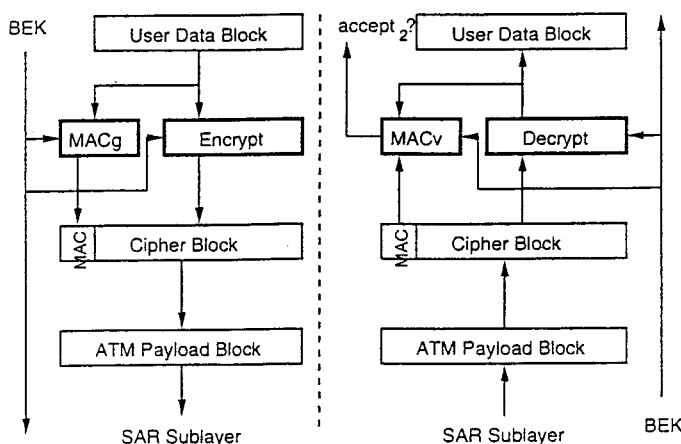 BEK
User Data Block
MACg
Encrypt
MAC
Cipher Block
ATM Payload Block
SAR Sublayer
accept 2?
User Data Block
MACv
Decrypt
MAC
Cipher Block
ATM Payload Block
SAR Sublayer
BEK